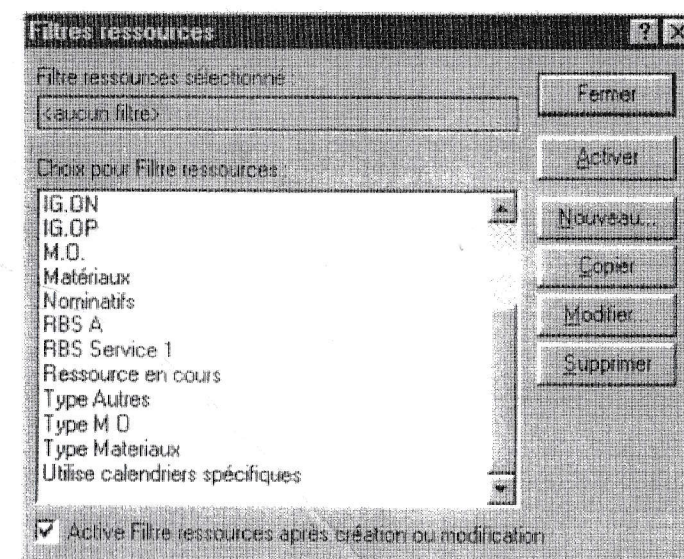 Filtres ressources
Filtre ressources sélectionné :
<aucun filtre>
Choix pour Filtre ressources :
IG.ON
IG.OP
M.O.
Matériaux
Nominatifs
RBS A
RBS Service 1
Ressource en cours
Type Autres
Type M O
Type Materiaux
Utilise calendriers spécifiques
Active Filtre ressources après création ou modification
Fermer
Activer
Nouveau...
Copier
Modifier...
Supprimer